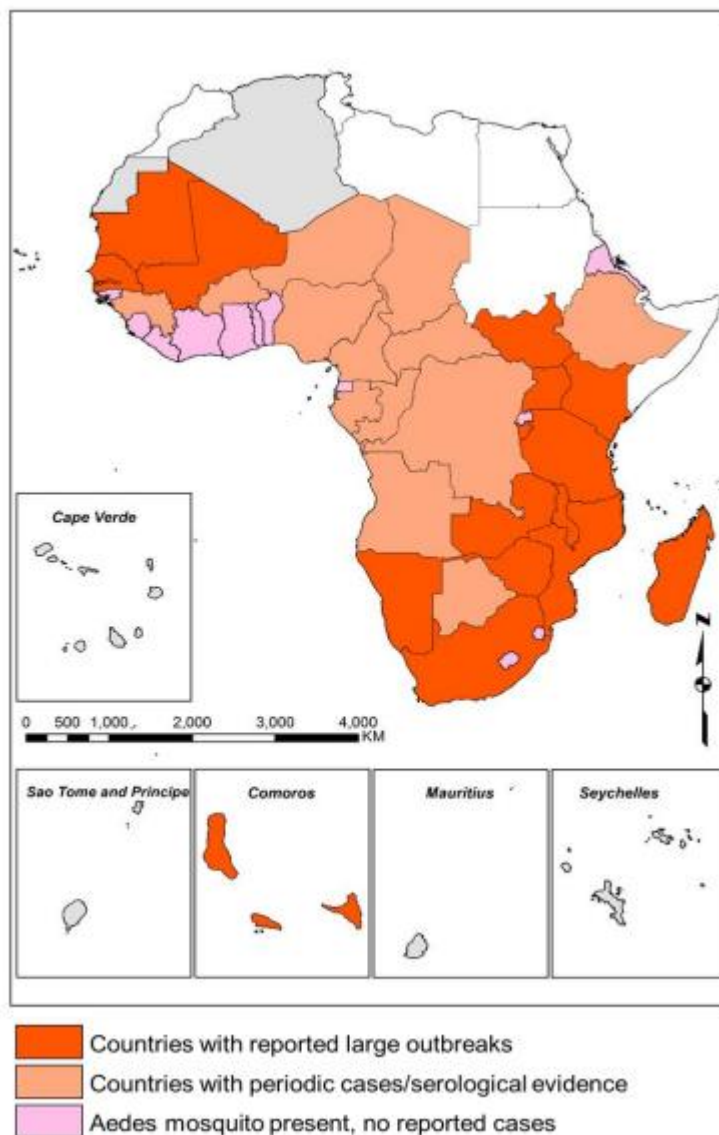 Cape Verde
N
0 500 1,000 2,000 3,000 4,000
KM
Sao Tome and Principe
Comoros
Mauritius
Seychelles
Countries with reported large outbreaks
Countries with periodic cases/serological evidence
Aedes mosquito present, no reported cases